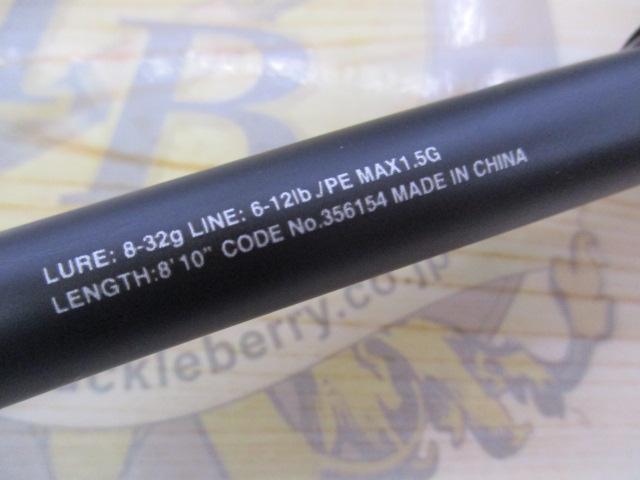 LURE: 8-32g LINE: 6-12lb ./PE MAX1.5G
LENGTH:8'10" CODE No.356154 MADE IN CHINA
B
ckleberry.co.jp